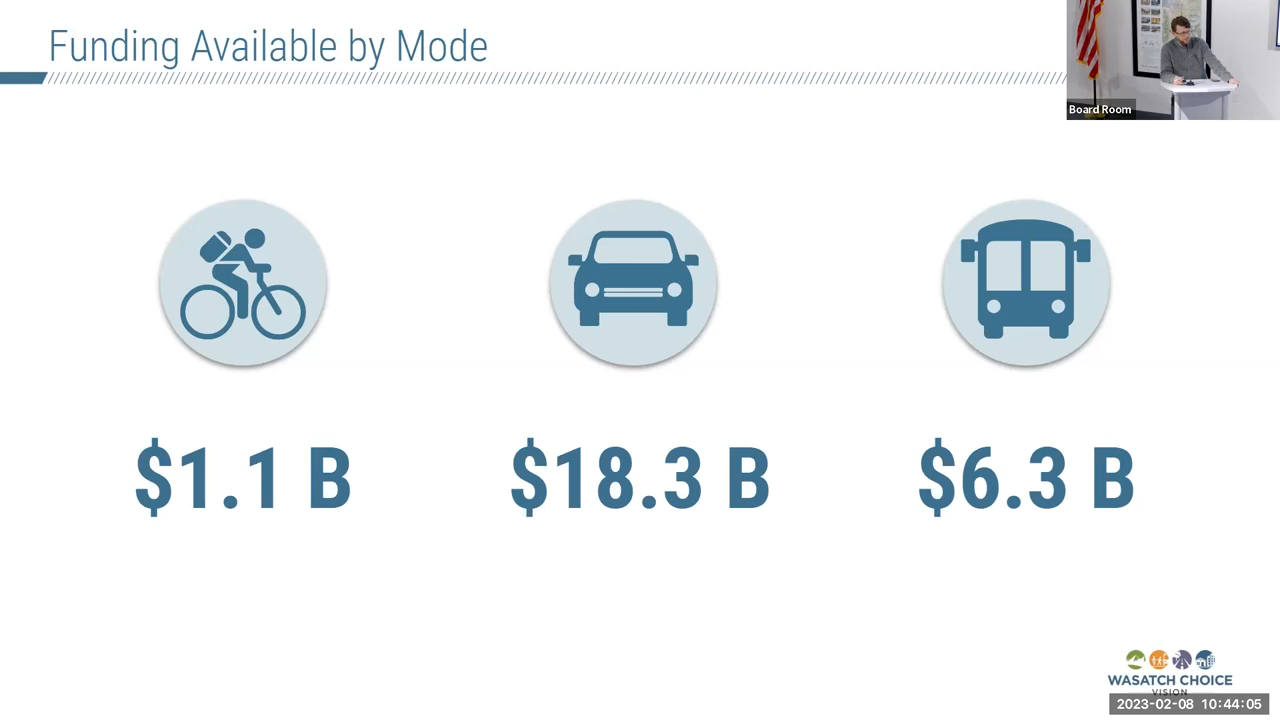 Funding Available by Mode
Board Room
$1.1 B
$18.3 B
$6.3 B
WASATCH CHOICE
VISION
2023-02-08 10:44:05